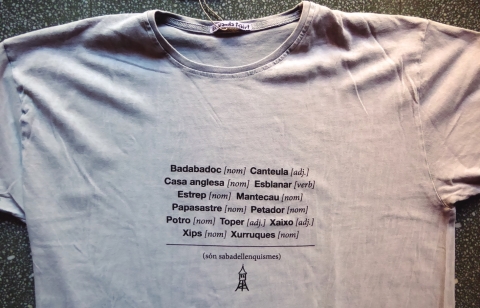 Badabadoc [nom] Canteula [adj.]
Casa anglesa [nom] Esblanar [verb]
Estrep [nom] Mantecau [nom]
Papasastre [nom] Petador [nom]
Potro [nom] Toper [adj.] Xaixo [adj.]
Xips [nom] Xurruques [nom]
(són sabadellenquismes)